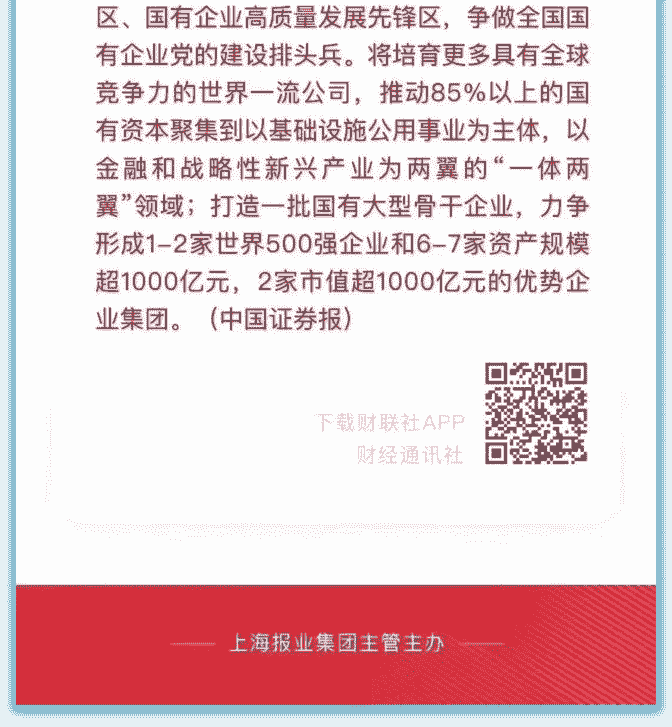 区、国有企业高质量发展先锋区，争做全国国
有企业党的建设排头兵。将培育更多具有全球
竞争力的世界一流公司，推动85%以上的国
有资本聚集到以基础设施公用事业为主体，以
金融和战略性新兴产业为两翼的“一体两
翼”领域；打造一批国有大型骨干企业，力争
形成1-2家世界500强企业和6-7家资产规模
超1000亿元，2家市值超1000亿元的优势企
业集团。（中国证券报）
下载财联社APP
财经通讯社
上海报业集团主管主办